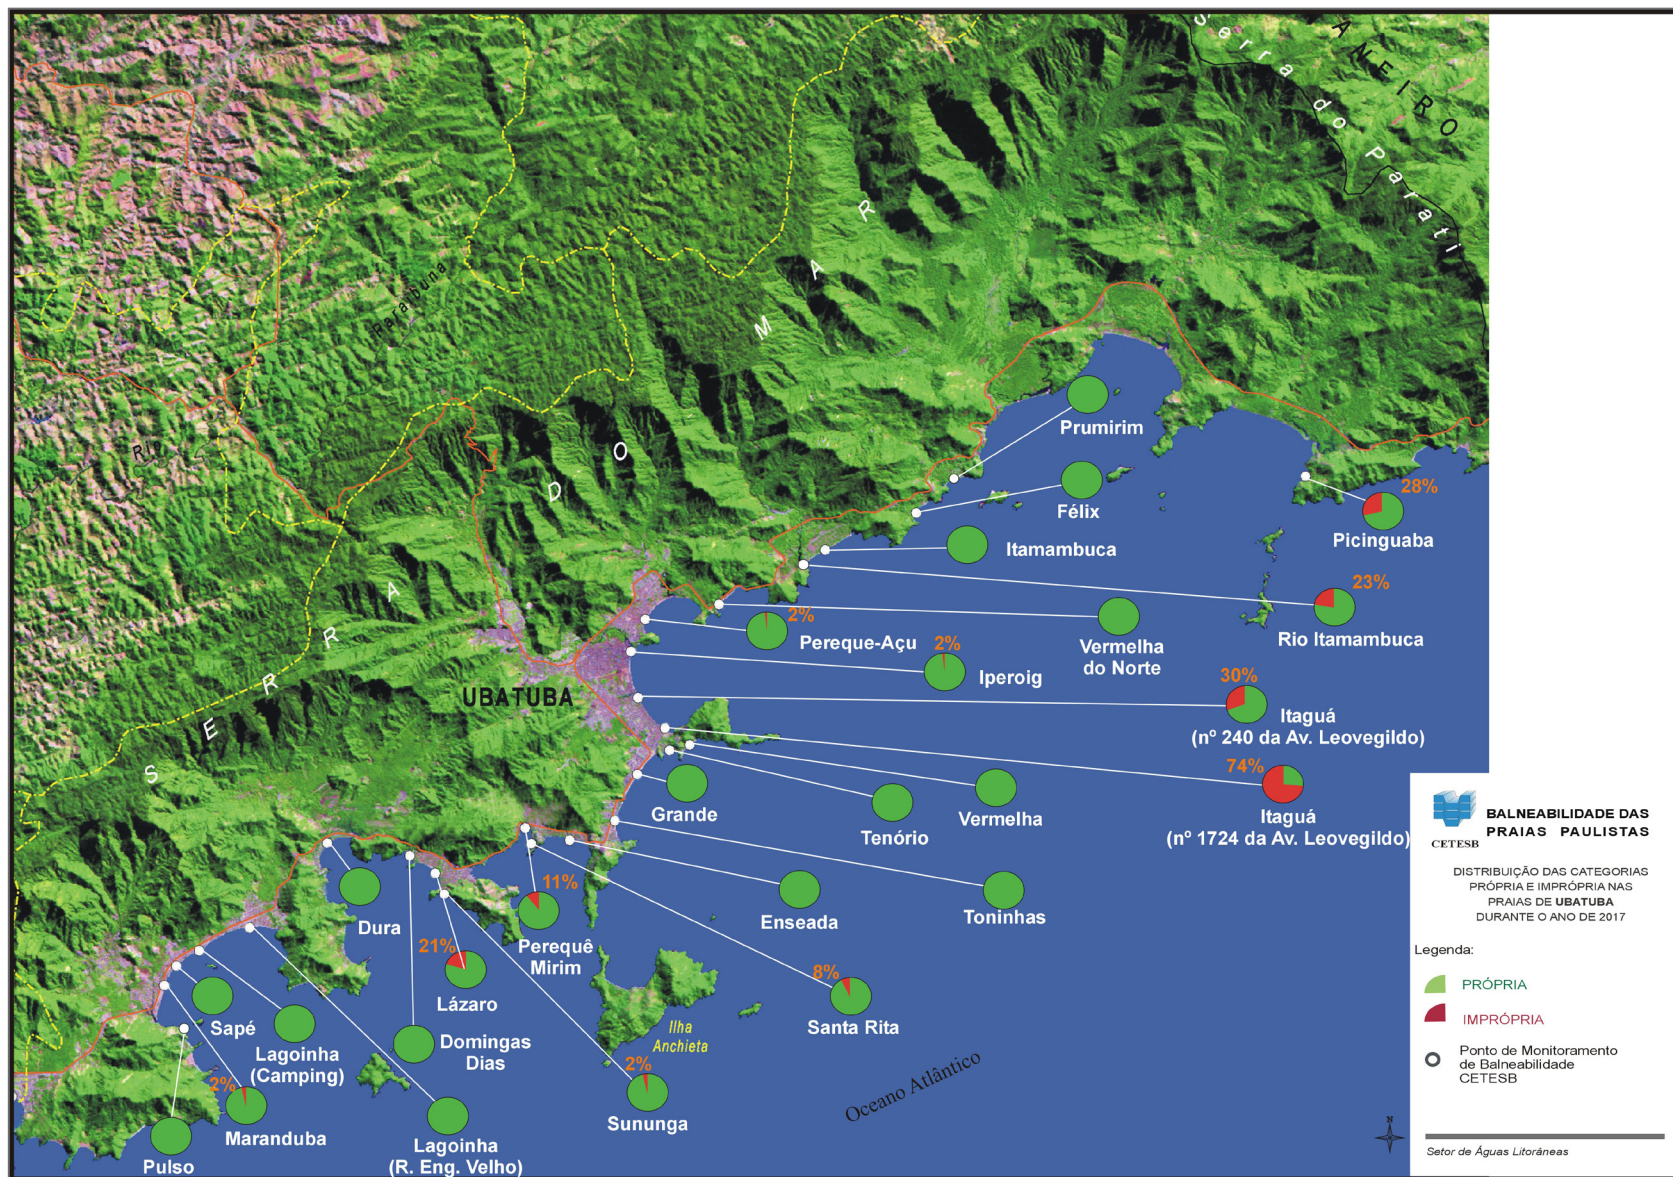 ANEIRO
Serra do Parati
SERRA DO MAR
Paraibuna
Rio
UBATUBA
Prumirim
Félix
Itamambuca
28%
Picinguaba
23%
Rio Itamambuca
2%
Pereque-Açu
Vermelha
do Norte
2%
Iperoig
30%
Itaguá
(nº 240 da Av. Leovegildo)
74%
Itaguá
(nº 1724 da Av. Leovegildo)
Grande
Tenório
Vermelha
Enseada
Toninhas
Dura
11%
Perequê
Mirim
21%
Lázaro
8%
Santa Rita
Sapé
Lagoinha
(Camping)
Domingas
Dias
Ilha
Anchieta
2%
Sununga
2%
Maranduba
Lagoinha
(R. Eng. Velho)
Pulso
Oceano Atlântico
N
CETESB
BALNEABILIDADE DAS
PRAIAS PAULISTAS
DISTRIBUIÇÃO DAS CATEGORIAS
PRÓPRIA E IMPRÓPRIA NAS
PRAIAS DE UBATUBA
DURANTE O ANO DE 2017
Legenda:
PRÓPRIA
IMPRÓPRIA
Ponto de Monitoramento
de Balneabilidade
CETESB
Setor de Águas Litorâneas